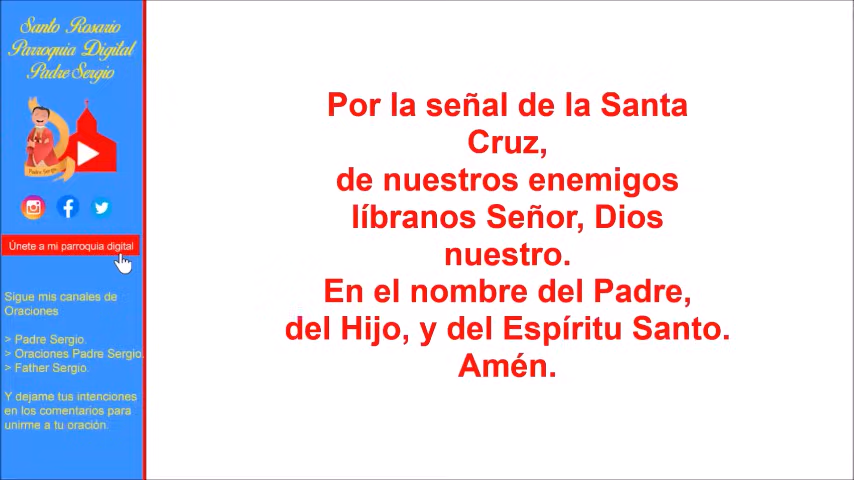 Santo Rosario
Parroquia Digital
Padre Sergio
Padre Sergio
Únete a mi parroquia digital
Sigue mis canales de
Oraciones
> Padre Sergio.
> Oraciones Padre Sergio.
> Father Sergio.
Y dejame tus intenciones
en los comentarios para
unirme a tu oración.
Por la señal de la Santa
Cruz,
de nuestros enemigos
líbranos Señor, Dios
nuestro.
En el nombre del Padre,
del Hijo, y del Espíritu Santo.
Amén.